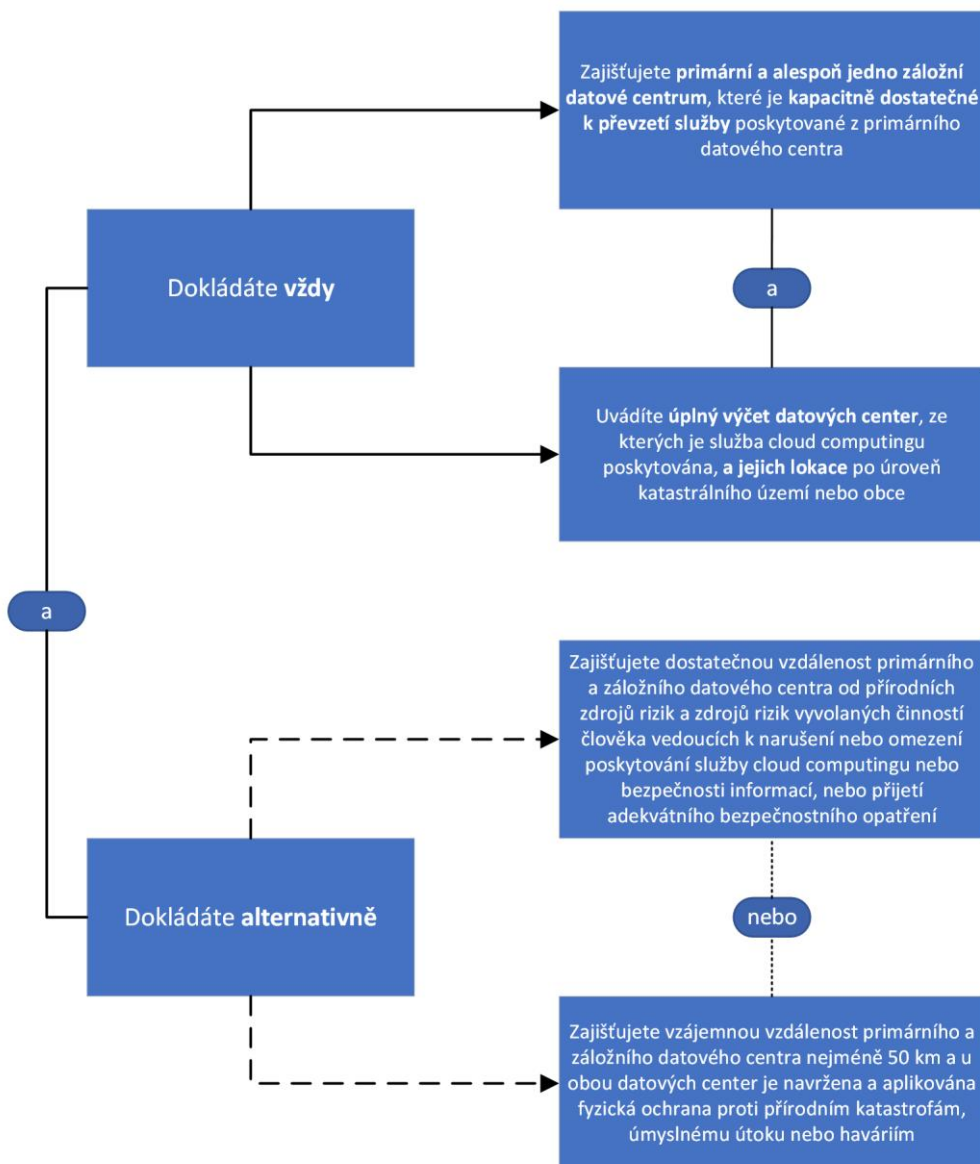 Zajišťujete primární a alespoň jedno záložní
datové centrum, které je kapacitně dostatečné
k převzetí služby poskytované z primárního
datového centra
Dokládáte vždy
a
Uvádíte úplný výčet datových center, ze
kterých je služba cloud computingu
poskytována, a jejich lokace po úroveň
katastrálního území nebo obce
a
Zajišťujete dostatečnou vzdálenost primárního
a záložního datového centra od přírodních
zdrojů rizik a zdrojů rizik vyvolaných činností
člověka vedoucích k narušení nebo omezení
poskytování služby cloud computingu nebo
bezpečnosti informací, nebo přijetí
adekvátního bezpečnostního opatření
Dokládáte alternativně
nebo
Zajišťujete vzájemnou vzdálenost primárního a
záložního datového centra nejméně 50 km a u
obou datových center je navržena a aplikována
fyzická ochrana proti přírodním katastrofám,
úmyslnému útoku nebo haváriím